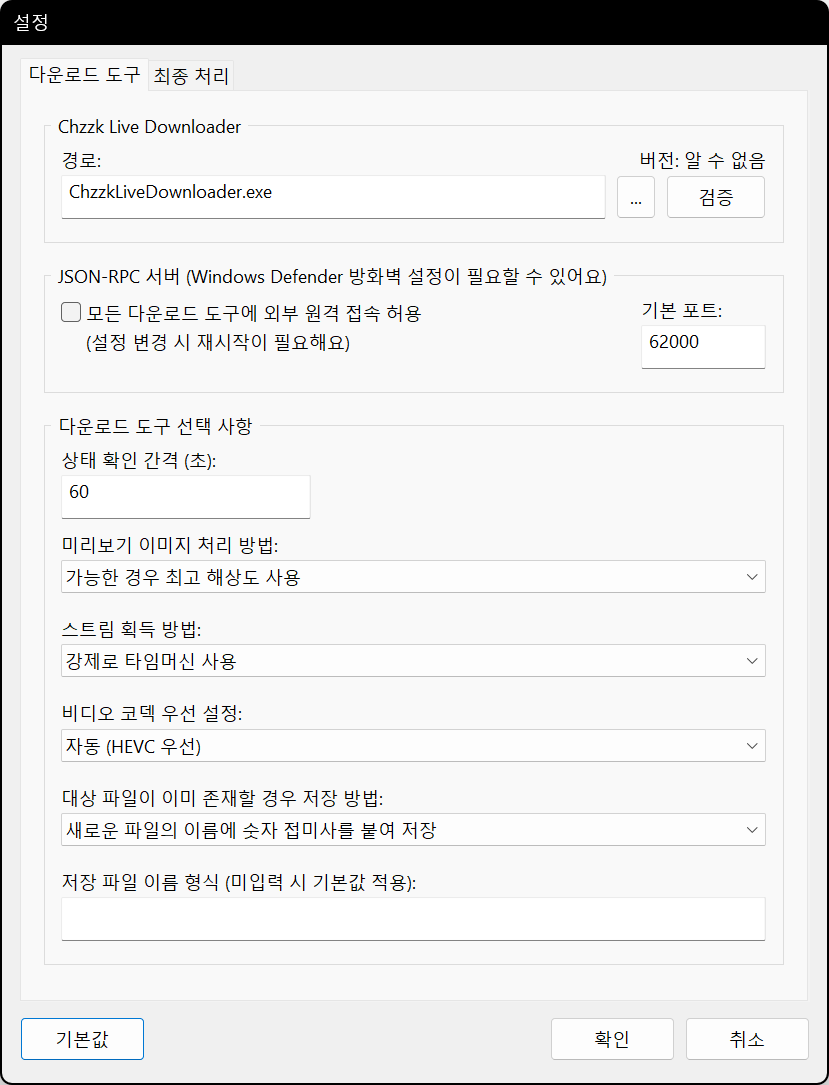 설정
다운로드 도구 최종 처리
Chzzk Live Downloader
경로: 버전: 알 수 없음
ChzzkLiveDownloader.exe ... 검증
JSON-RPC 서버 (Windows Defender 방화벽 설정이 필요할 수 있어요)
모든 다운로드 도구에 외부 원격 접속 허용 기본 포트:
(설정 변경 시 재시작이 필요해요) 62000
다운로드 도구 선택 사항
상태 확인 간격 (초):
60
미리보기 이미지 처리 방법:
가능한 경우 최고 해상도 사용
스트림 획득 방법:
강제로 타임머신 사용
비디오 코덱 우선 설정:
자동 (HEVC 우선)
대상 파일이 이미 존재할 경우 저장 방법:
새로운 파일의 이름에 숫자 접미사를 붙여 저장
저장 파일 이름 형식 (미입력 시 기본값 적용):
기본값 확인 취소